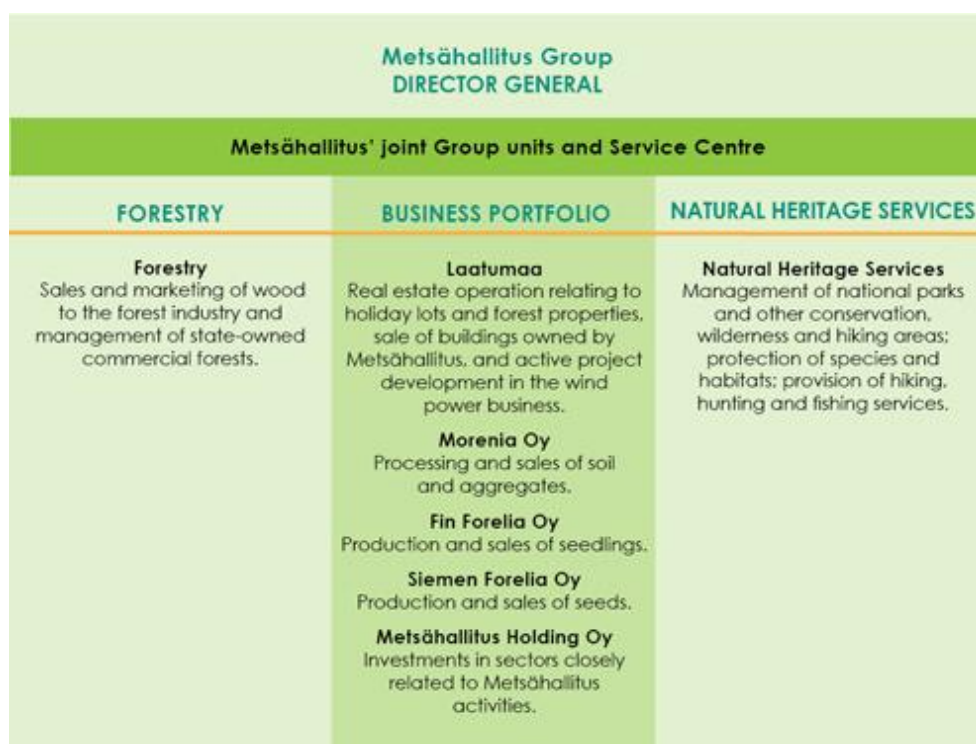 Metsähallitus Group
DIRECTOR GENERAL
Metsähallitus' joint Group units and Service Centre
FORESTRY
Forestry
Sales and marketing of wood
to the forest industry and
management of state-owned
commercial forests.
BUSINESS PORTFOLIO
Laatumaa
Real estate operation relating to
holiday lots and forest properties,
sale of buildings owned by
Metsähallitus, and active project
development in the wind
power business.
Morenia Oy
Processing and sales of soil
and aggregates.
Fin Forelia Oy
Production and sales of seedlings.
Siemen Forelia Oy
Production and sales of seeds.
Metsähallitus Holding Oy
Investments in sectors closely
related to Metsähallitus
activities.
NATURAL HERITAGE SERVICES
Natural Heritage Services
Management of national parks
and other conservation,
wilderness and hiking areas;
protection of species and
habitats; provision of hiking,
hunting and fishing services.